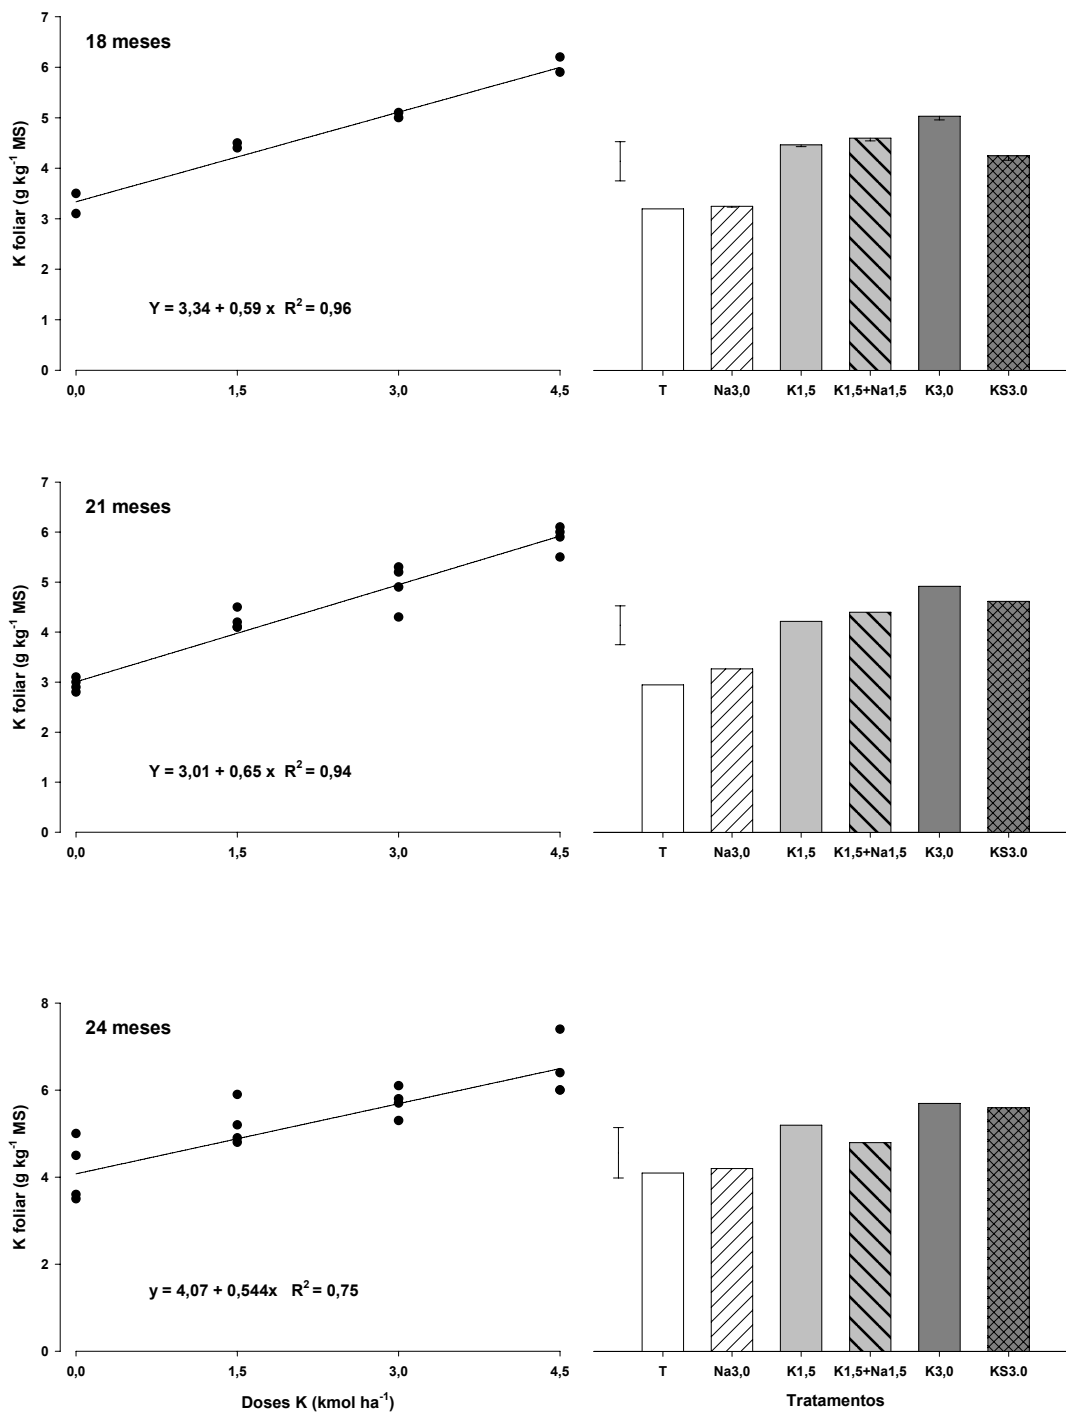 18 meses
K foliar (g kg⁻¹ MS)
7
6
5
4
3
2
1
0
Y = 3,34 + 0,59 x R² = 0,96
0,0 1,5 3,0 4,5
T Na3,0 K1,5 K1,5+Na1,5 K3,0 KS3.0
21 meses
K foliar (g kg⁻¹ MS)
7
6
5
4
3
2
1
0
Y = 3,01 + 0,65 x R² = 0,94
0,0 1,5 3,0 4,5
T Na3,0 K1,5 K1,5+Na1,5 K3,0 KS3.0
24 meses
K foliar (g kg⁻¹ MS)
8
6
4
2
0
y = 4,07 + 0,544x R² = 0,75
0,0 1,5 3,0 4,5
Doses K (kmol ha⁻¹)
T Na3,0 K1,5 K1,5+Na1,5 K3,0 KS3.0
Tratamentos